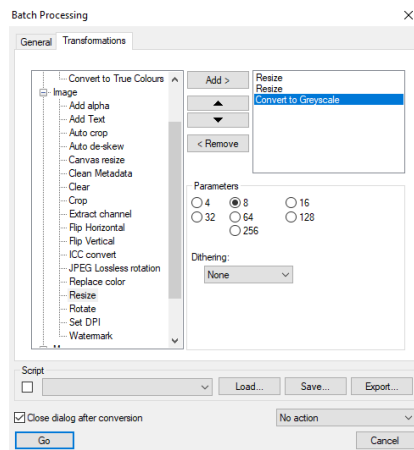 Batch Processing
General
Transformations
Convert to True Colours
Image
Add alpha
Add Text
Auto crop
Auto de-skew
Canvas resize
Clean Metadata
Clear
Crop
Extract channel
Flip Horizontal
Flip Vertical
ICC convert
JPEG Lossless rotation
Replace color
Resize
Rotate
Set DPI
Watermark
Add >
< Remove
Resize
Resize
Convert to Greyscale
Parameters
4 8 16
32 64 128
256
Dithering:
None
Script
Load... Save... Export...
Close dialog after conversion
No action
Go
Cancel